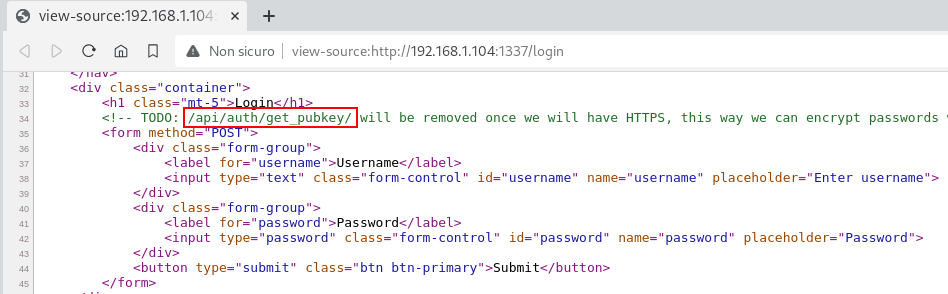 view-source:192.168.1.104:
Non sicuro view-source:http://192.168.1.104:1337/login
31 </nav>
32 <div class="container">
33 <h1 class="mt-5">Login</h1>
34 <!-- TODO: /api/auth/get_pubkey/ will be removed once we will have HTTPS, this way we can encrypt passwords
35 <form method="POST">
36 <div class="form-group">
37 <label for="username">Username</label>
38 <input type="text" class="form-control" id="username" name="username" placeholder="Enter username">
39 </div>
40 <div class="form-group">
41 <label for="password">Password</label>
42 <input type="password" class="form-control" id="password" name="password" placeholder="Password">
43 </div>
44 <button type="submit" class="btn btn-primary">Submit</button>
45 </form>